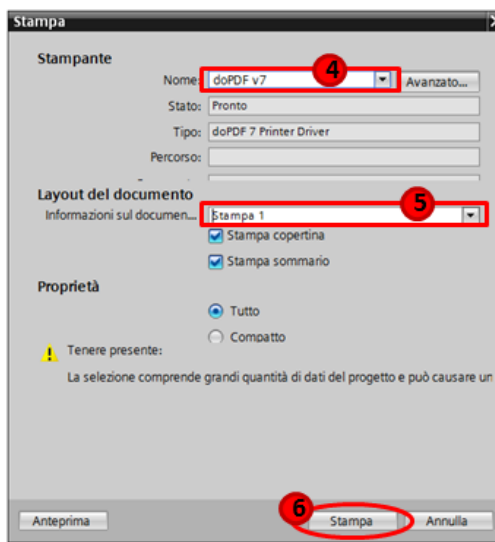 Stampa
Stampante
Nome: doPDF v7 4 Avanzato...
Stato: Pronto
Tipo: doPDF 7 Printer Driver
Percorso:
Layout del documento
Informazioni sul documen... Stampa 1 5
Stampa copertina
Stampa sommario
Proprietà
Tutto
Compatto
Tenere presente:
La selezione comprende grandi quantità di dati del progetto e può causare un
6
Anteprima Stampa Annulla